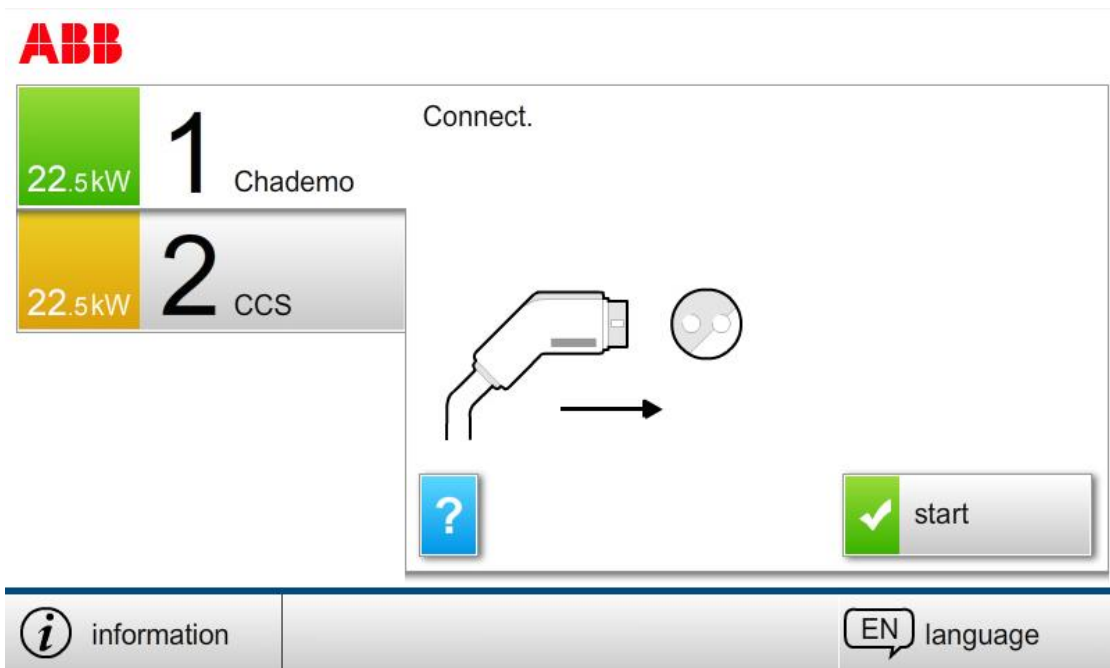 ABB
22.5kW 1 Chademo
22.5kW 2 CCS
Connect.
?
start
i information
EN language